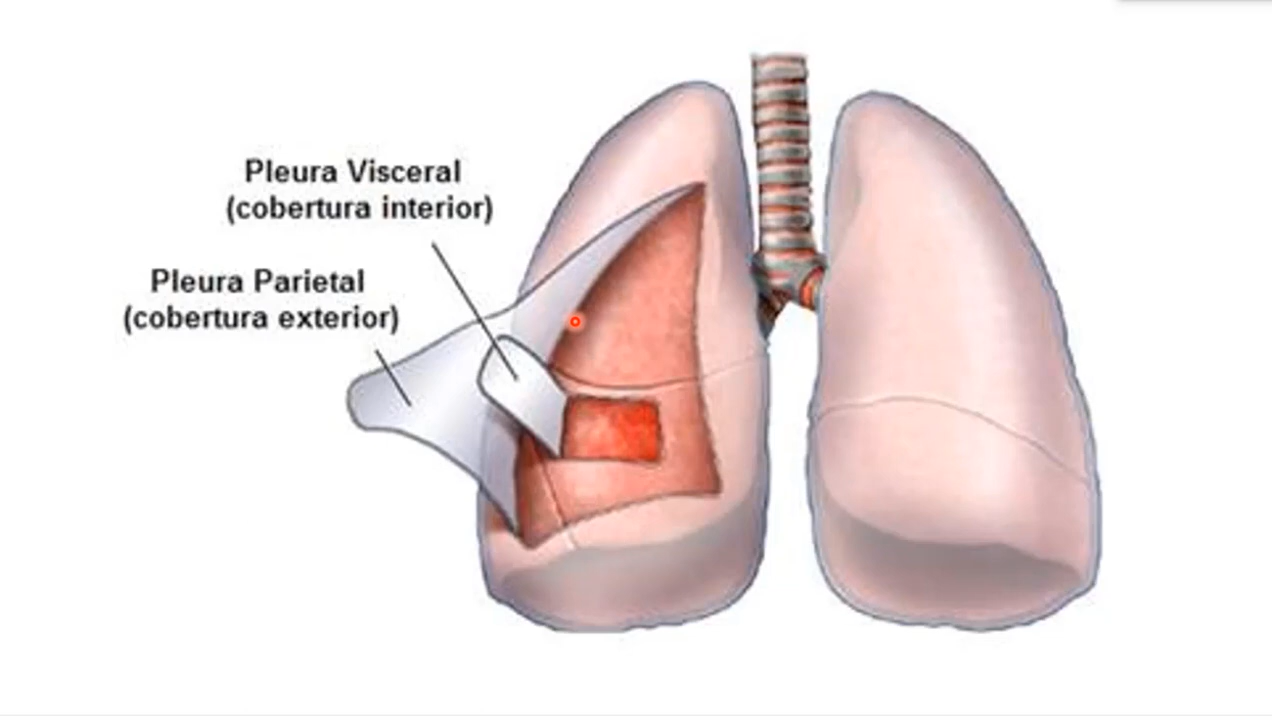 Pleura Visceral
(cobertura interior)
Pleura Parietal
(cobertura exterior)